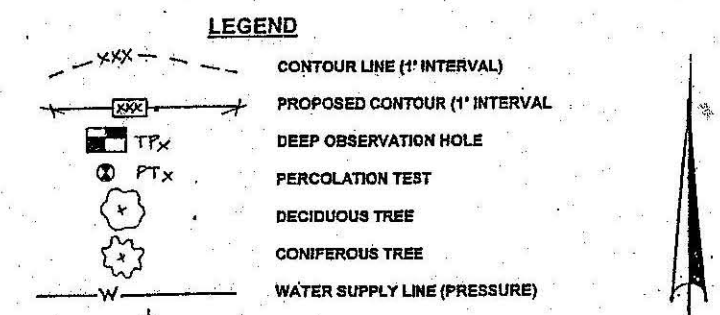 LEGEND
XXX CONTOUR LINE (1' INTERVAL)
XXX PROPOSED CONTOUR (1' INTERVAL
TPX DEEP OBSERVATION HOLE
PTX PERCOLATION TEST
DECIDUOUS TREE
CONIFEROUS TREE
W WATER SUPPLY LINE (PRESSURE)